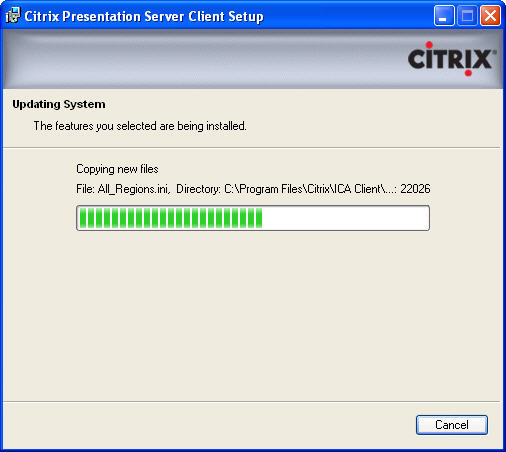 Citrix Presentation Server Client Setup
CITRIX®
Updating System
The features you selected are being installed.
Copying new files
File: All_Regions.ini, Directory: C:\Program Files\Citrix\ICA Client\...: 22026
Cancel